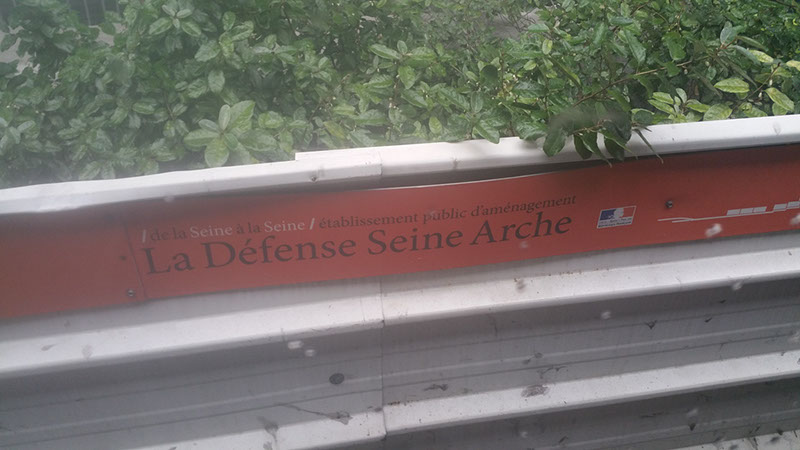 / de la Seine à la Seine / établissement public d'aménagement
La Défense Seine Arche